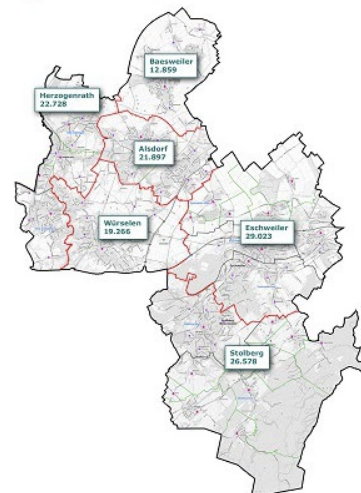 Baesweiler
12.859
Herzogenrath
22.728
Alsdorf
21.897
Würselen
19.266
Eschweiler
29.023
Stolberg
26.578